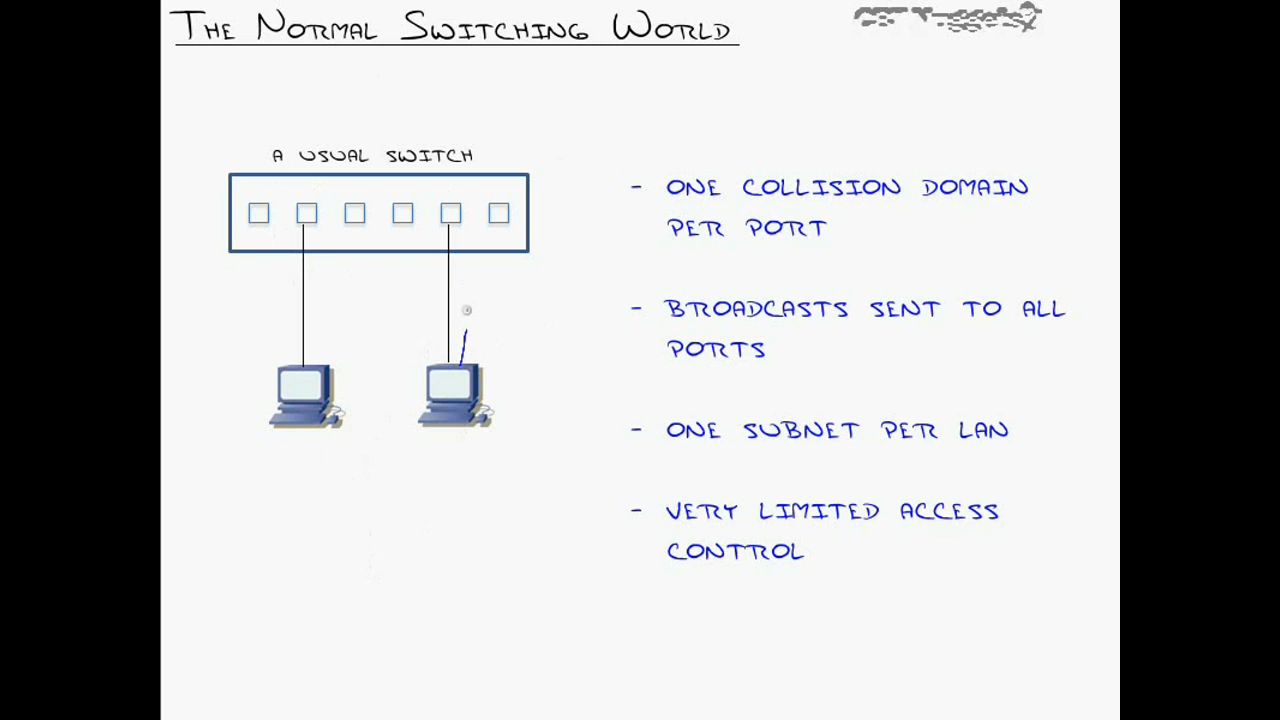 The Normal Switching World
A USUAL SWITCH
- ONE COLLISION DOMAIN
PER PORT
- BROADCASTS SENT TO ALL
PORTS
- ONE SUBNET PER LAN
- VERY LIMITED ACCESS
CONTROL